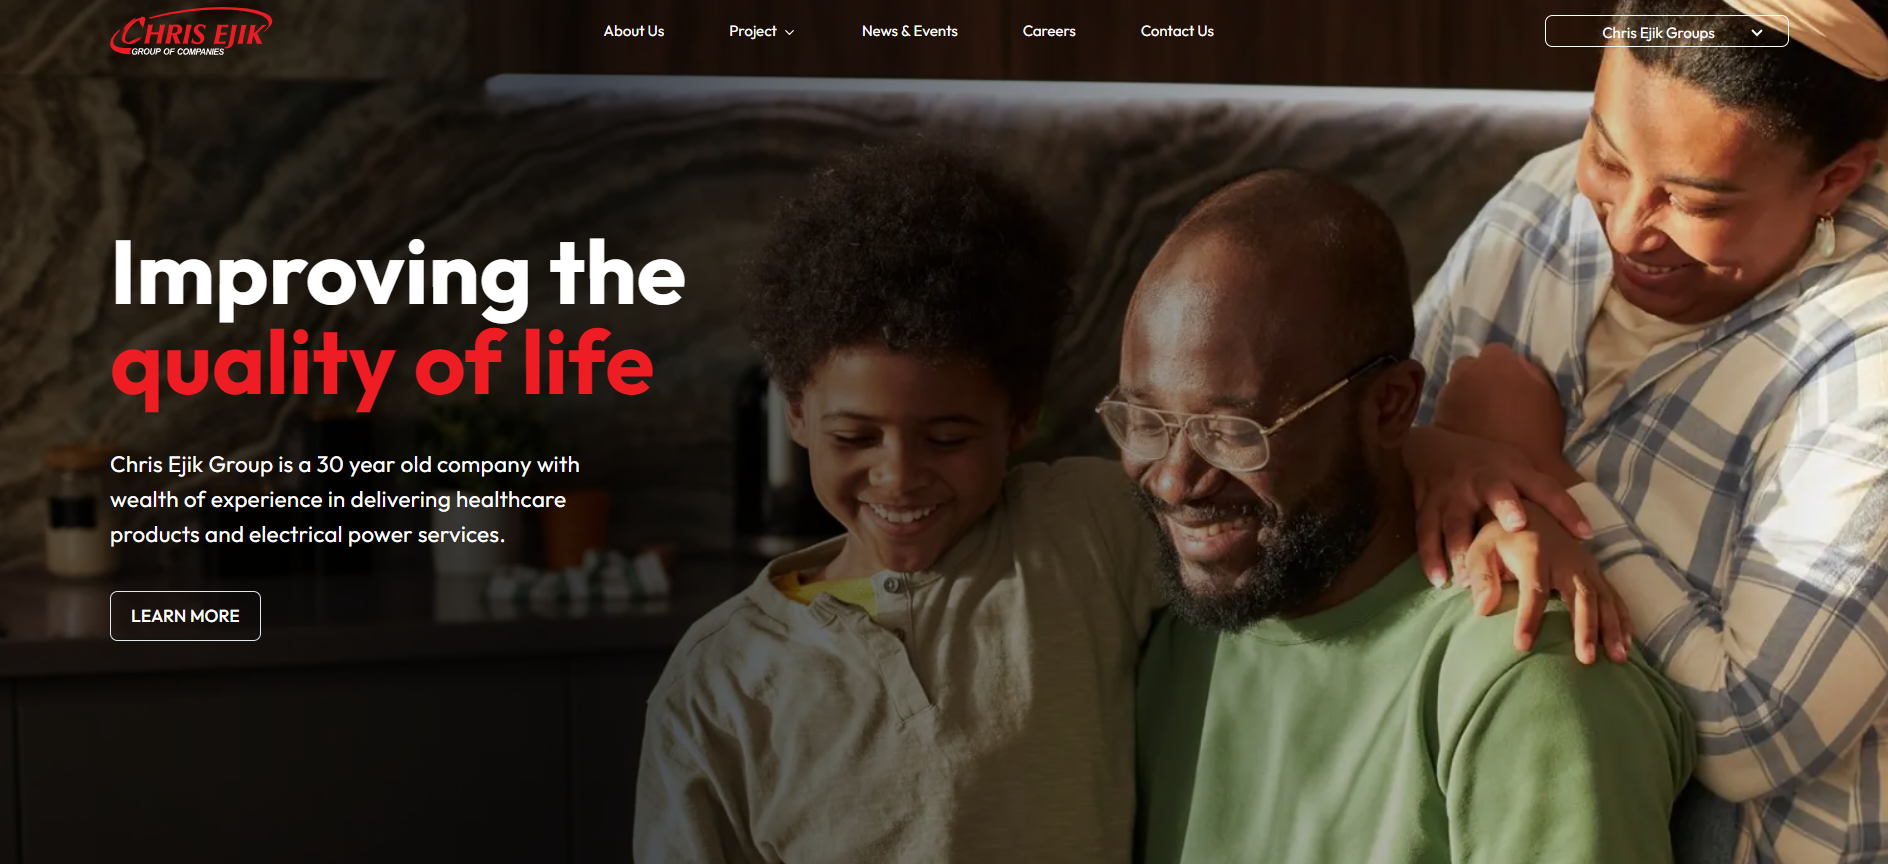 CHRIS EJIK
GROUP OF COMPANIES
About Us
Project
News & Events
Careers
Contact Us
Chris Ejik Groups
Improving the
quality of life
Chris Ejik Group is a 30 year old company with
wealth of experience in delivering healthcare
products and electrical power services.
LEARN MORE